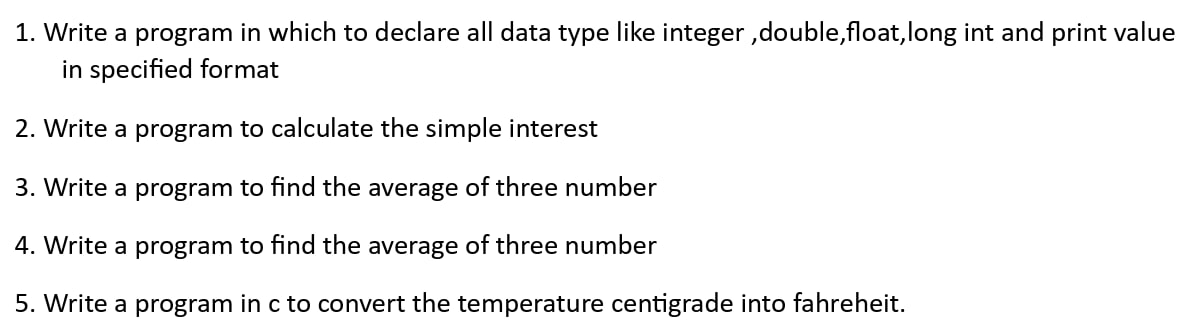 1. Write a program in which to declare all data type like integer ,double,float,long int and print value
in specified format
2. Write a program to calculate the simple interest
3. Write a program to find the average of three number
4. Write a program to find the average of three number
5. Write a program in c to convert the temperature centigrade into fahreheit.